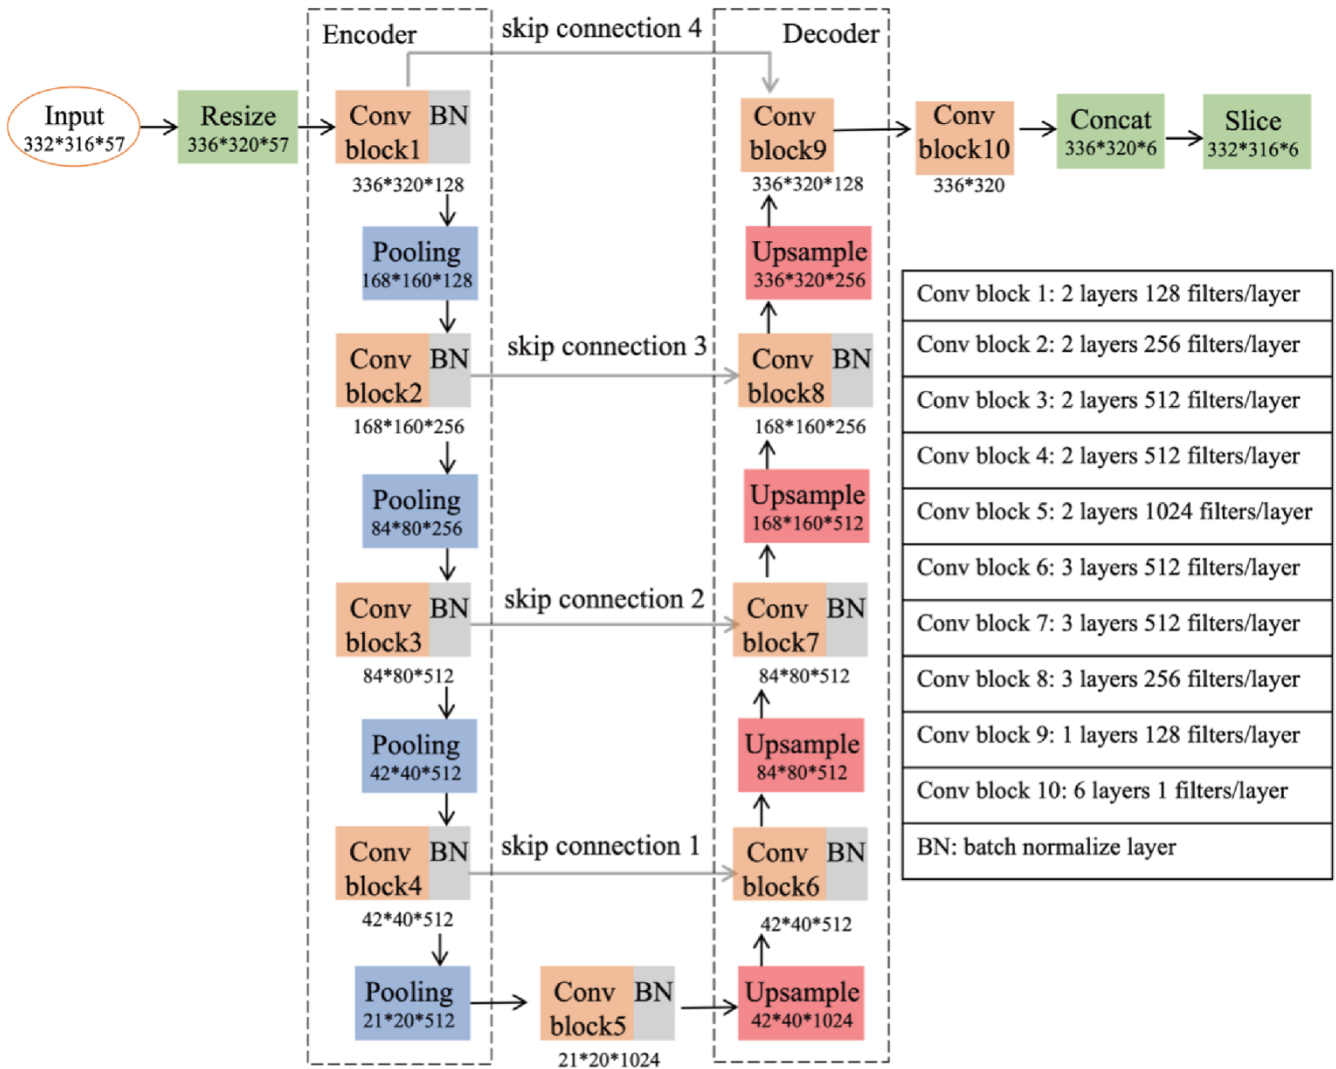 Input
332*316*57
Resize
336*320*57
Encoder
Conv
block1
BN
336*320*128
Pooling
168*160*128
Conv
block2
BN
168*160*256
Pooling
84*80*256
Conv
block3
BN
84*80*512
Pooling
42*40*512
Conv
block4
BN
42*40*512
Pooling
21*20*512
Conv
block5
BN
21*20*1024
skip connection 4
skip connection 3
skip connection 2
skip connection 1
Decoder
Conv
block9
336*320*128
Upsample
336*320*256
Conv
block8
BN
168*160*256
Upsample
168*160*512
Conv
block7
BN
84*80*512
Upsample
84*80*512
Conv
block6
BN
42*40*512
Upsample
42*40*1024
Conv
block10
336*320
Concat
336*320*6
Slice
332*316*6
Conv block 1: 2 layers 128 filters/layer
Conv block 2: 2 layers 256 filters/layer
Conv block 3: 2 layers 512 filters/layer
Conv block 4: 2 layers 512 filters/layer
Conv block 5: 2 layers 1024 filters/layer
Conv block 6: 3 layers 512 filters/layer
Conv block 7: 3 layers 512 filters/layer
Conv block 8: 3 layers 256 filters/layer
Conv block 9: 1 layers 128 filters/layer
Conv block 10: 6 layers 1 filters/layer
BN: batch normalize layer